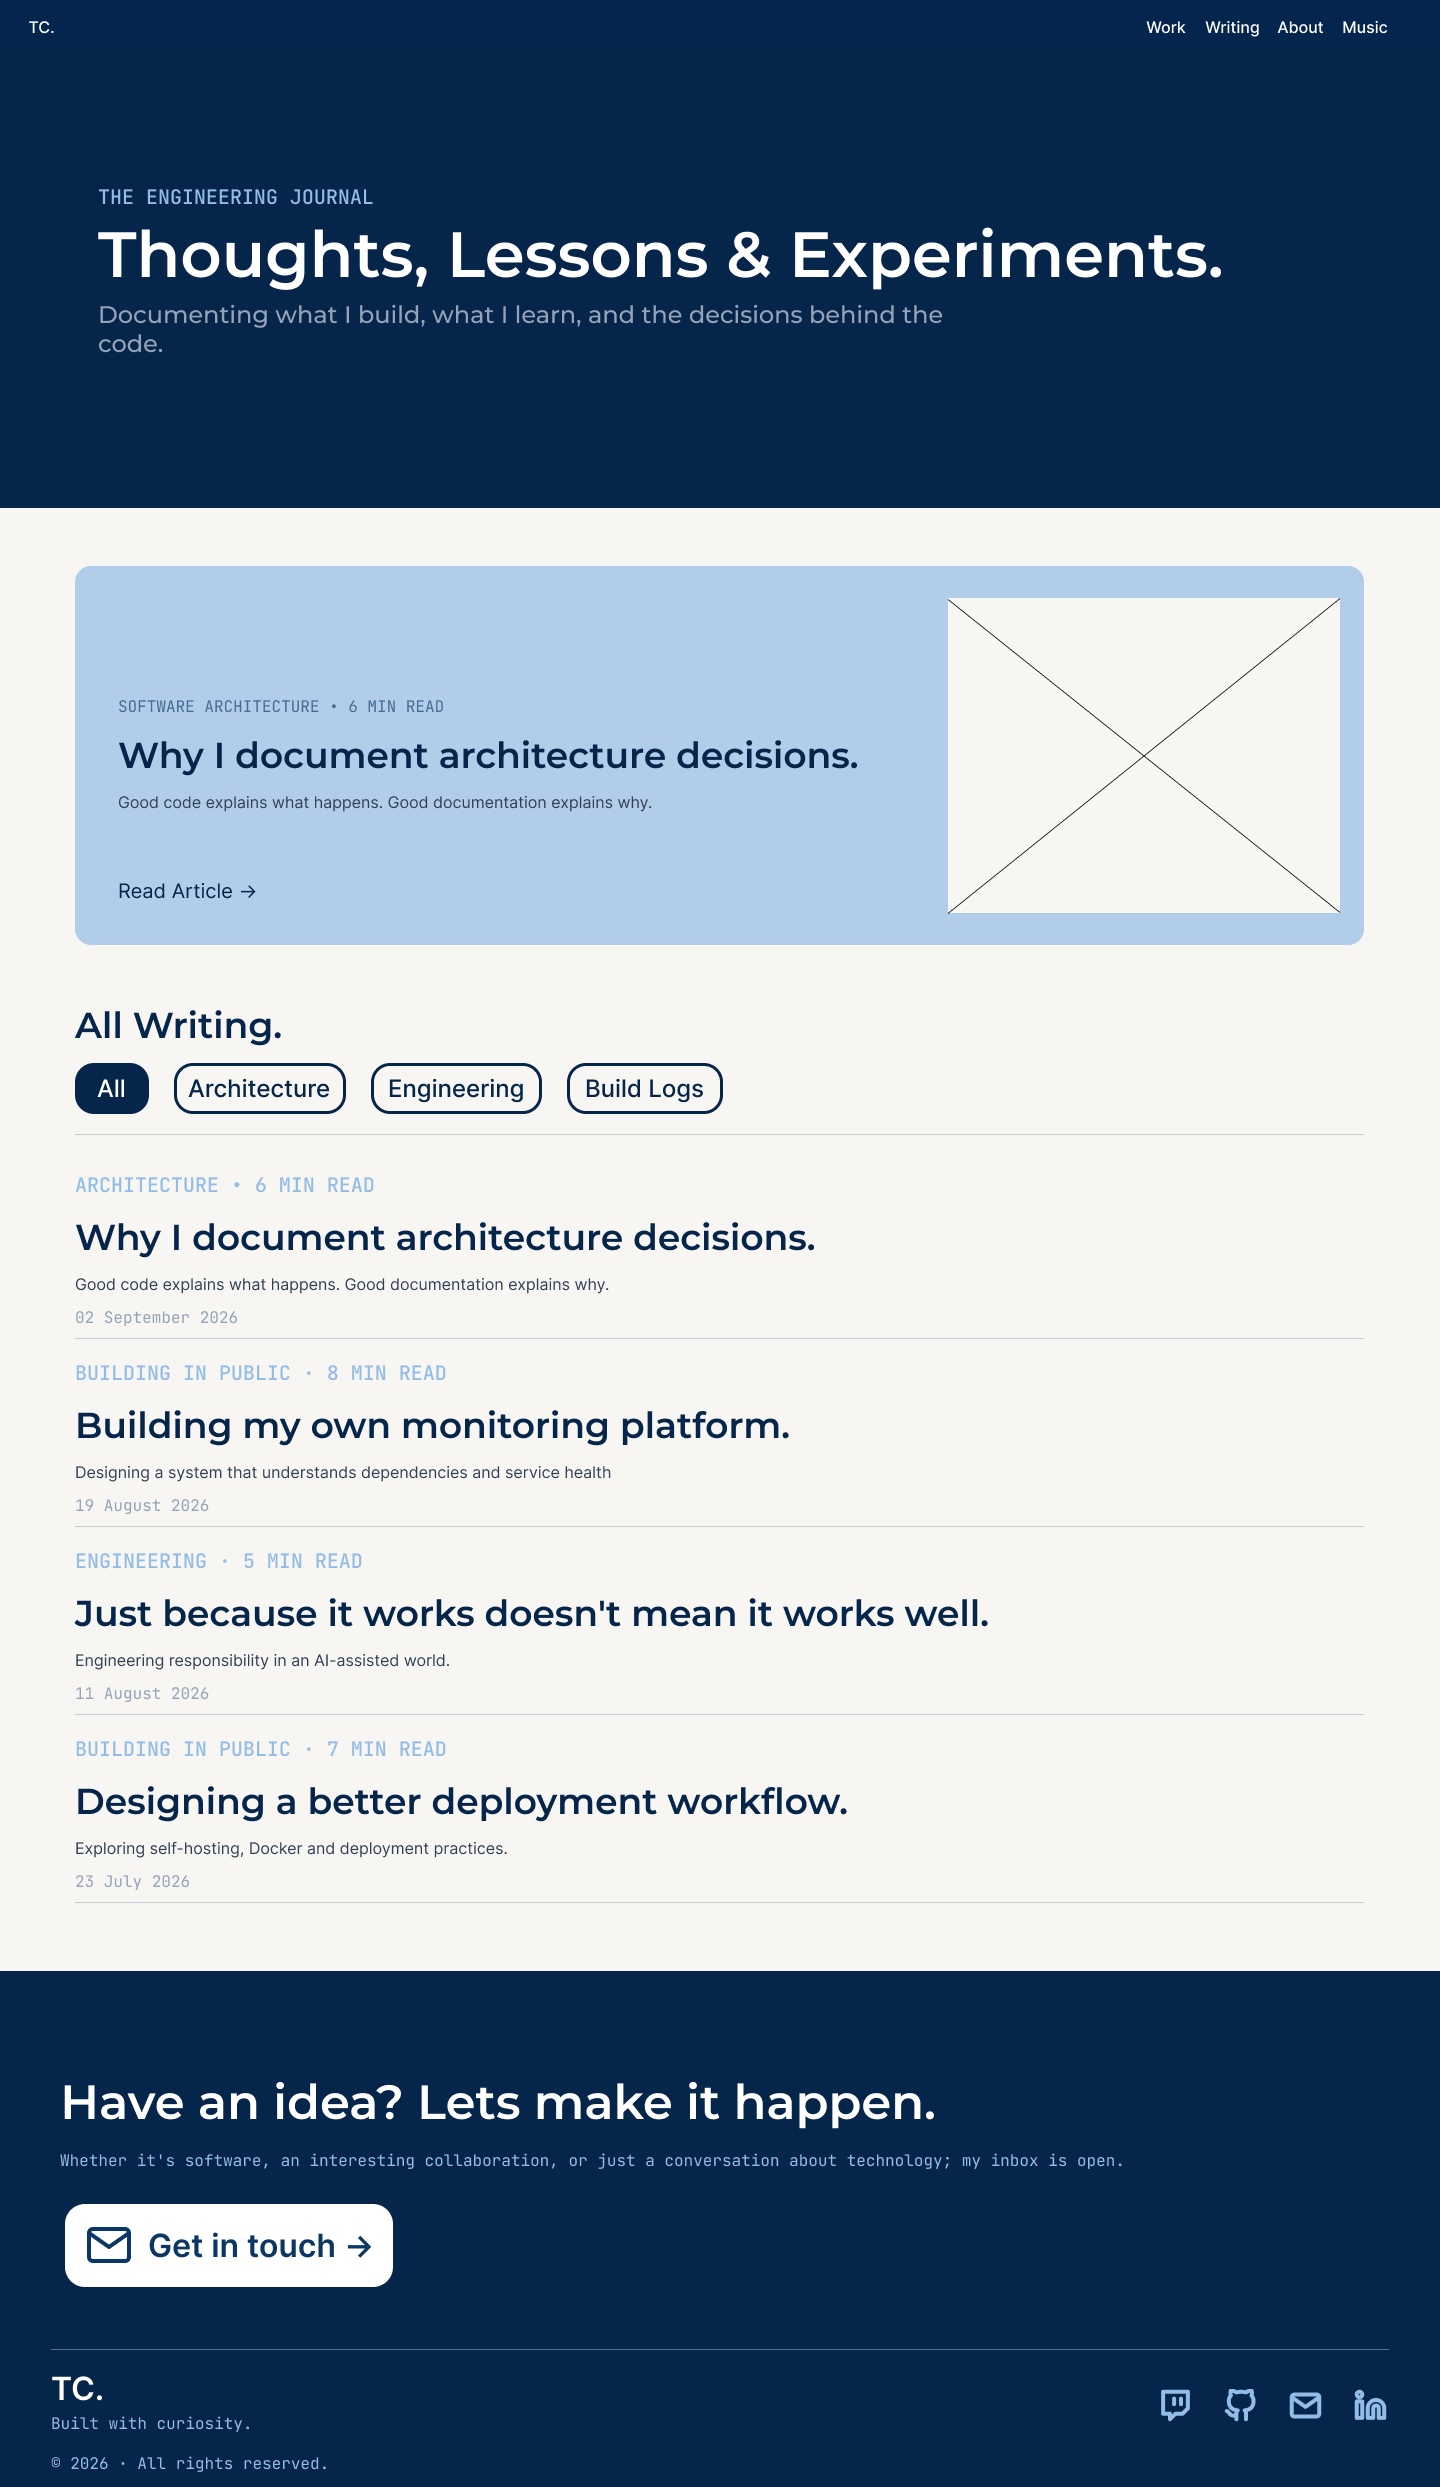 TC.
Work Writing About Music
THE ENGINEERING JOURNAL
Thoughts, Lessons & Experiments.
Documenting what I build, what I learn, and the decisions behind the
code.
SOFTWARE ARCHITECTURE • 6 MIN READ
Why I document architecture decisions.
Good code explains what happens. Good documentation explains why.
Read Article →
All Writing.
All Architecture Engineering Build Logs
ARCHITECTURE • 6 MIN READ
Why I document architecture decisions.
Good code explains what happens. Good documentation explains why.
02 September 2026
BUILDING IN PUBLIC · 8 MIN READ
Building my own monitoring platform.
Designing a system that understands dependencies and service health
19 August 2026
ENGINEERING · 5 MIN READ
Just because it works doesn't mean it works well.
Engineering responsibility in an AI-assisted world.
11 August 2026
BUILDING IN PUBLIC · 7 MIN READ
Designing a better deployment workflow.
Exploring self-hosting, Docker and deployment practices.
23 July 2026
Have an idea? Lets make it happen.
Whether it's software, an interesting collaboration, or just a conversation about technology; my inbox is open.
Get in touch →
TC.
Built with curiosity.
© 2026 · All rights reserved.